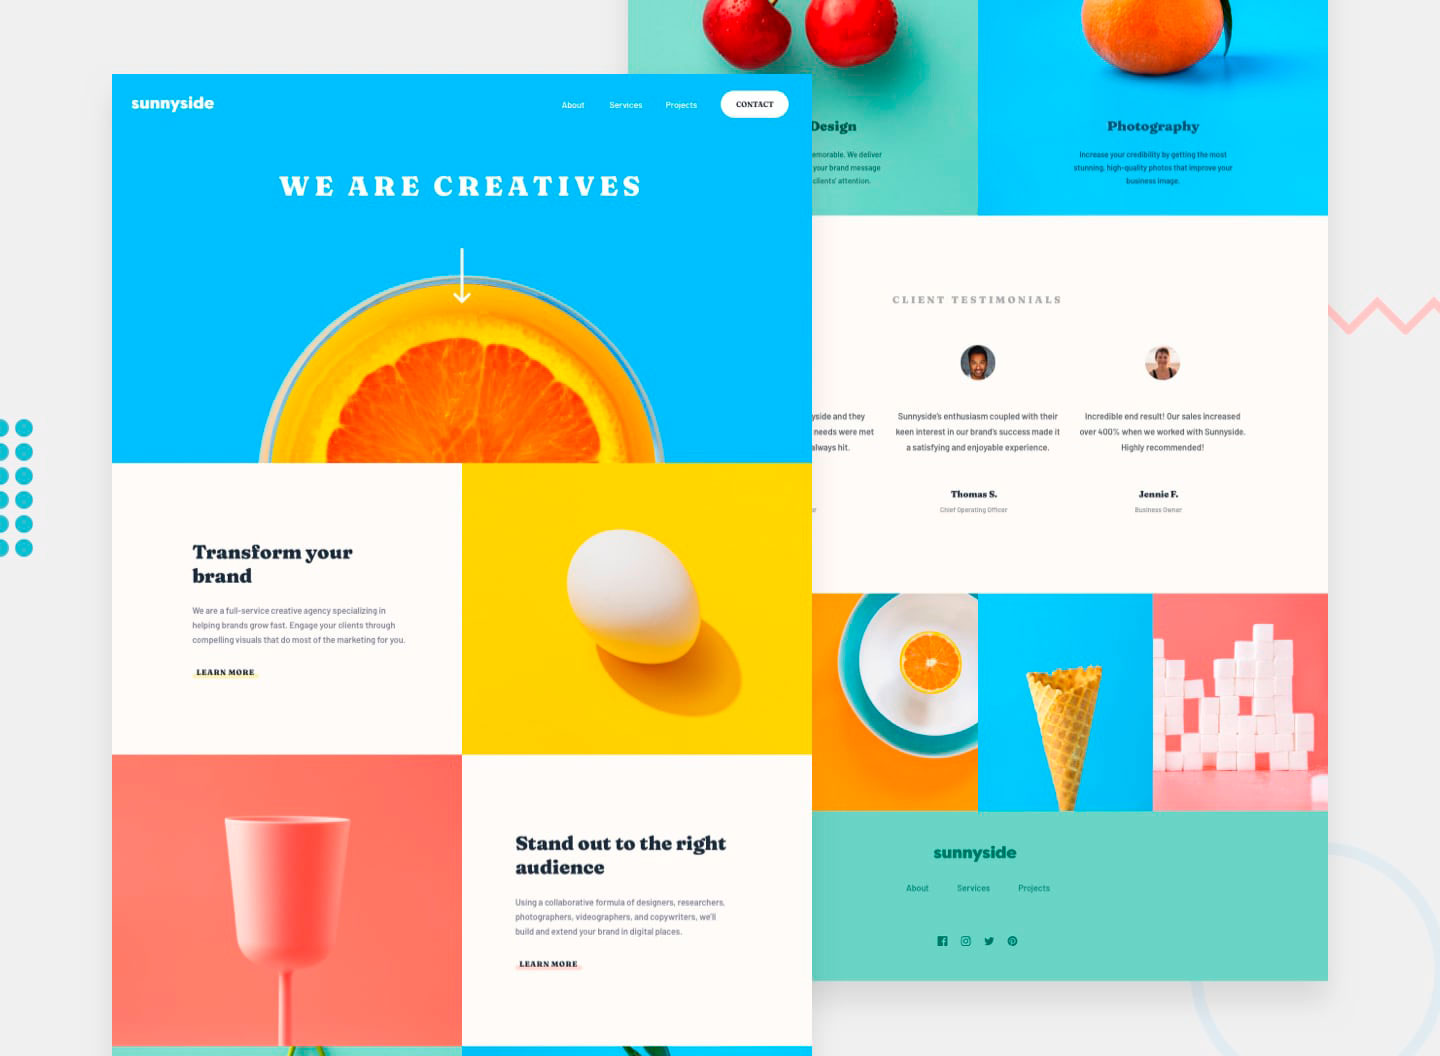 sunnyside
About Services Projects CONTACT
WE ARE CREATIVES
Transform your
brand
We are a full-service creative agency specializing in
helping brands grow fast. Engage your clients through
compelling visuals that do most of the marketing for you.
LEARN MORE
Stand out to the right
audience
Using a collaborative formula of designers, researchers,
photographers, videographers, and copywriters, we'll
build and extend your brand in digital places.
LEARN MORE
Design
emorable. We deliver
your brand message
clients' attention.
Photography
Increase your credibility by getting the most
stunning, high-quality photos that improve your
business image.
CLIENT TESTIMONIALS
yside and they
needs were met
always hit.
Sunnyside's enthusiasm coupled with their
keen interest in our brand's success made it
a satisfying and enjoyable experience.
Thomas S.
Chief Operating Officer
Incredible end result! Our sales increased
over 400% when we worked with Sunnyside.
Highly recommended!
Jennie F.
Business Owner
sunnyside
About Services Projects